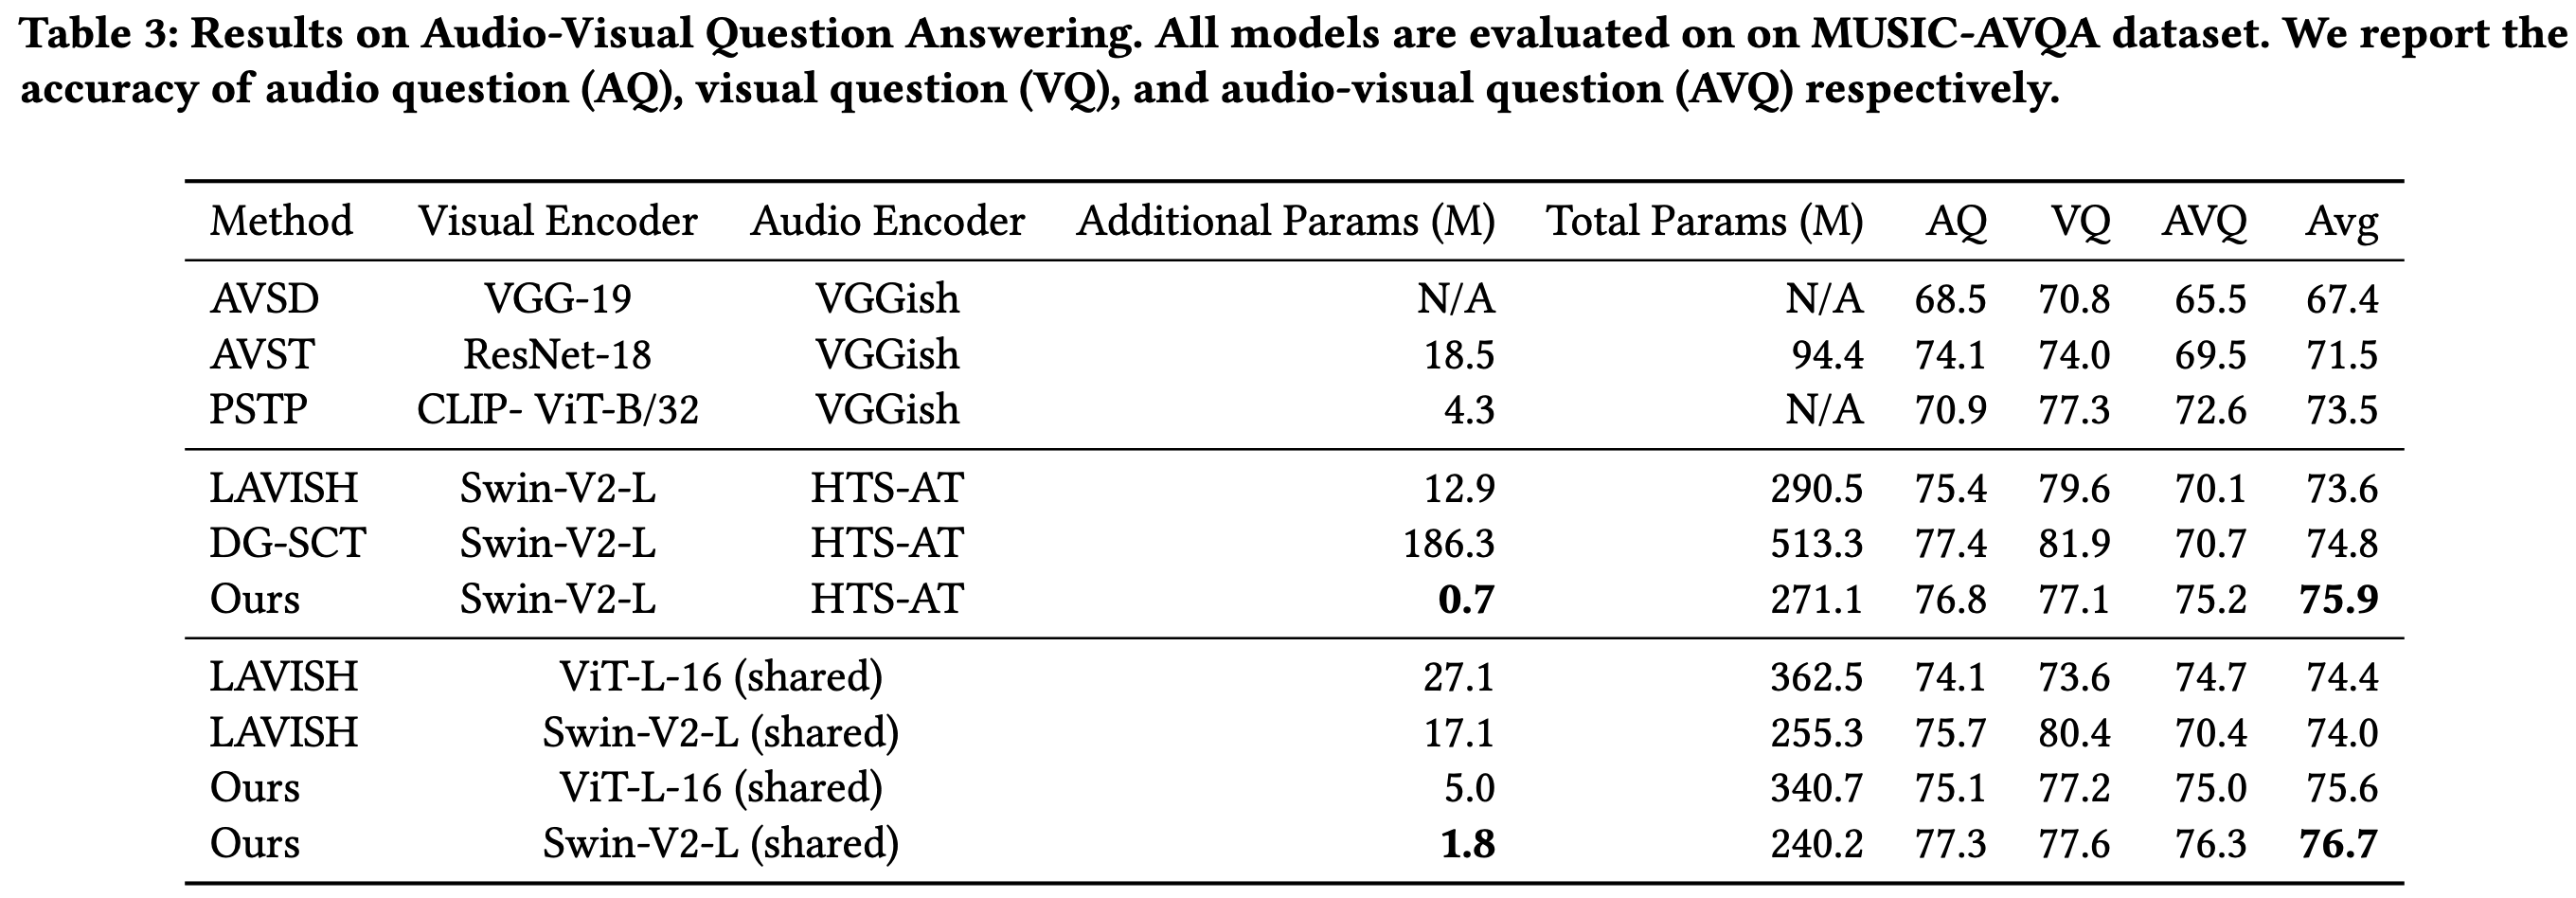 Table 3: Results on Audio-Visual Question Answering. All models are evaluated on on MUSIC-AVQA dataset. We report the
accuracy of audio question (AQ), visual question (VQ), and audio-visual question (AVQ) respectively.
Method Visual Encoder Audio Encoder Additional Params (M) Total Params (M) AQ VQ AVQ Avg
AVSD VGG-19 VGGish N/A N/A 68.5 70.8 65.5 67.4
AVST ResNet-18 VGGish 18.5 94.4 74.1 74.0 69.5 71.5
PSTP CLIP- ViT-B/32 VGGish 4.3 N/A 70.9 77.3 72.6 73.5
LAVISH Swin-V2-L HTS-AT 12.9 290.5 75.4 79.6 70.1 73.6
DG-SCT Swin-V2-L HTS-AT 186.3 513.3 77.4 81.9 70.7 74.8
Ours Swin-V2-L HTS-AT 0.7 271.1 76.8 77.1 75.2 75.9
LAVISH ViT-L-16 (shared) 27.1 362.5 74.1 73.6 74.7 74.4
LAVISH Swin-V2-L (shared) 17.1 255.3 75.7 80.4 70.4 74.0
Ours ViT-L-16 (shared) 5.0 340.7 75.1 77.2 75.0 75.6
Ours Swin-V2-L (shared) 1.8 240.2 77.3 77.6 76.3 76.7